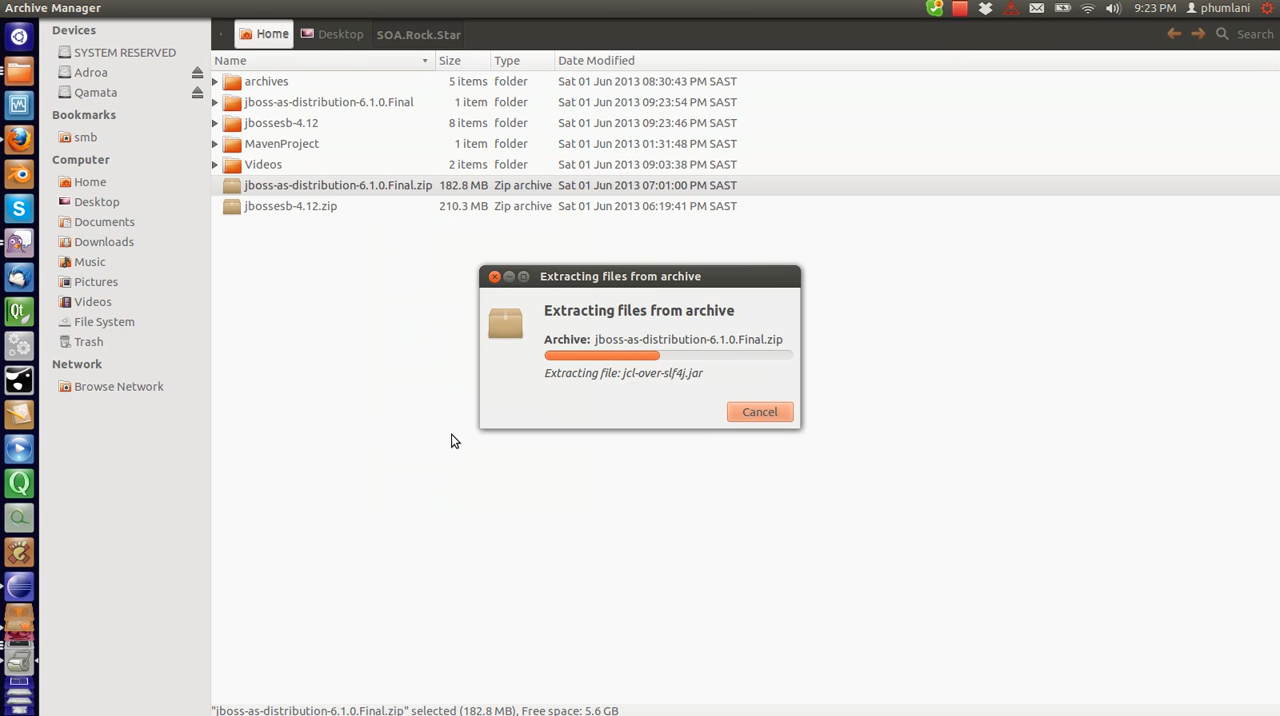 Archive Manager
9:23 PM
phumlani
Devices
SYSTEM RESERVED
Adroa
Qamata
Bookmarks
smb
Computer
Home
Desktop
Documents
Downloads
Music
Pictures
Videos
File System
Trash
Network
Browse Network
Home
Desktop
SOA.Rock.Star
Search
Name Size Type Date Modified
archives 5 items folder Sat 01 Jun 2013 08:30:43 PM SAST
jboss-as-distribution-6.1.0.Final 1 item folder Sat 01 Jun 2013 09:23:54 PM SAST
jbossesb-4.12 8 items folder Sat 01 Jun 2013 09:23:46 PM SAST
MavenProject 1 item folder Sat 01 Jun 2013 01:31:48 PM SAST
Videos 2 items folder Sat 01 Jun 2013 09:03:38 PM SAST
jboss-as-distribution-6.1.0.Final.zip 182.8 MB Zip archive Sat 01 Jun 2013 07:01:00 PM SAST
jbossesb-4.12.zip 210.3 MB Zip archive Sat 01 Jun 2013 06:19:41 PM SAST
Extracting files from archive
Extracting files from archive
Archive: jboss-as-distribution-6.1.0.Final.zip
Extracting file: jcl-over-slf4j.jar
Cancel
"jboss-as-distribution-6.1.0.Final.zip" selected (182.8 MB), Free space: 5.6 GB